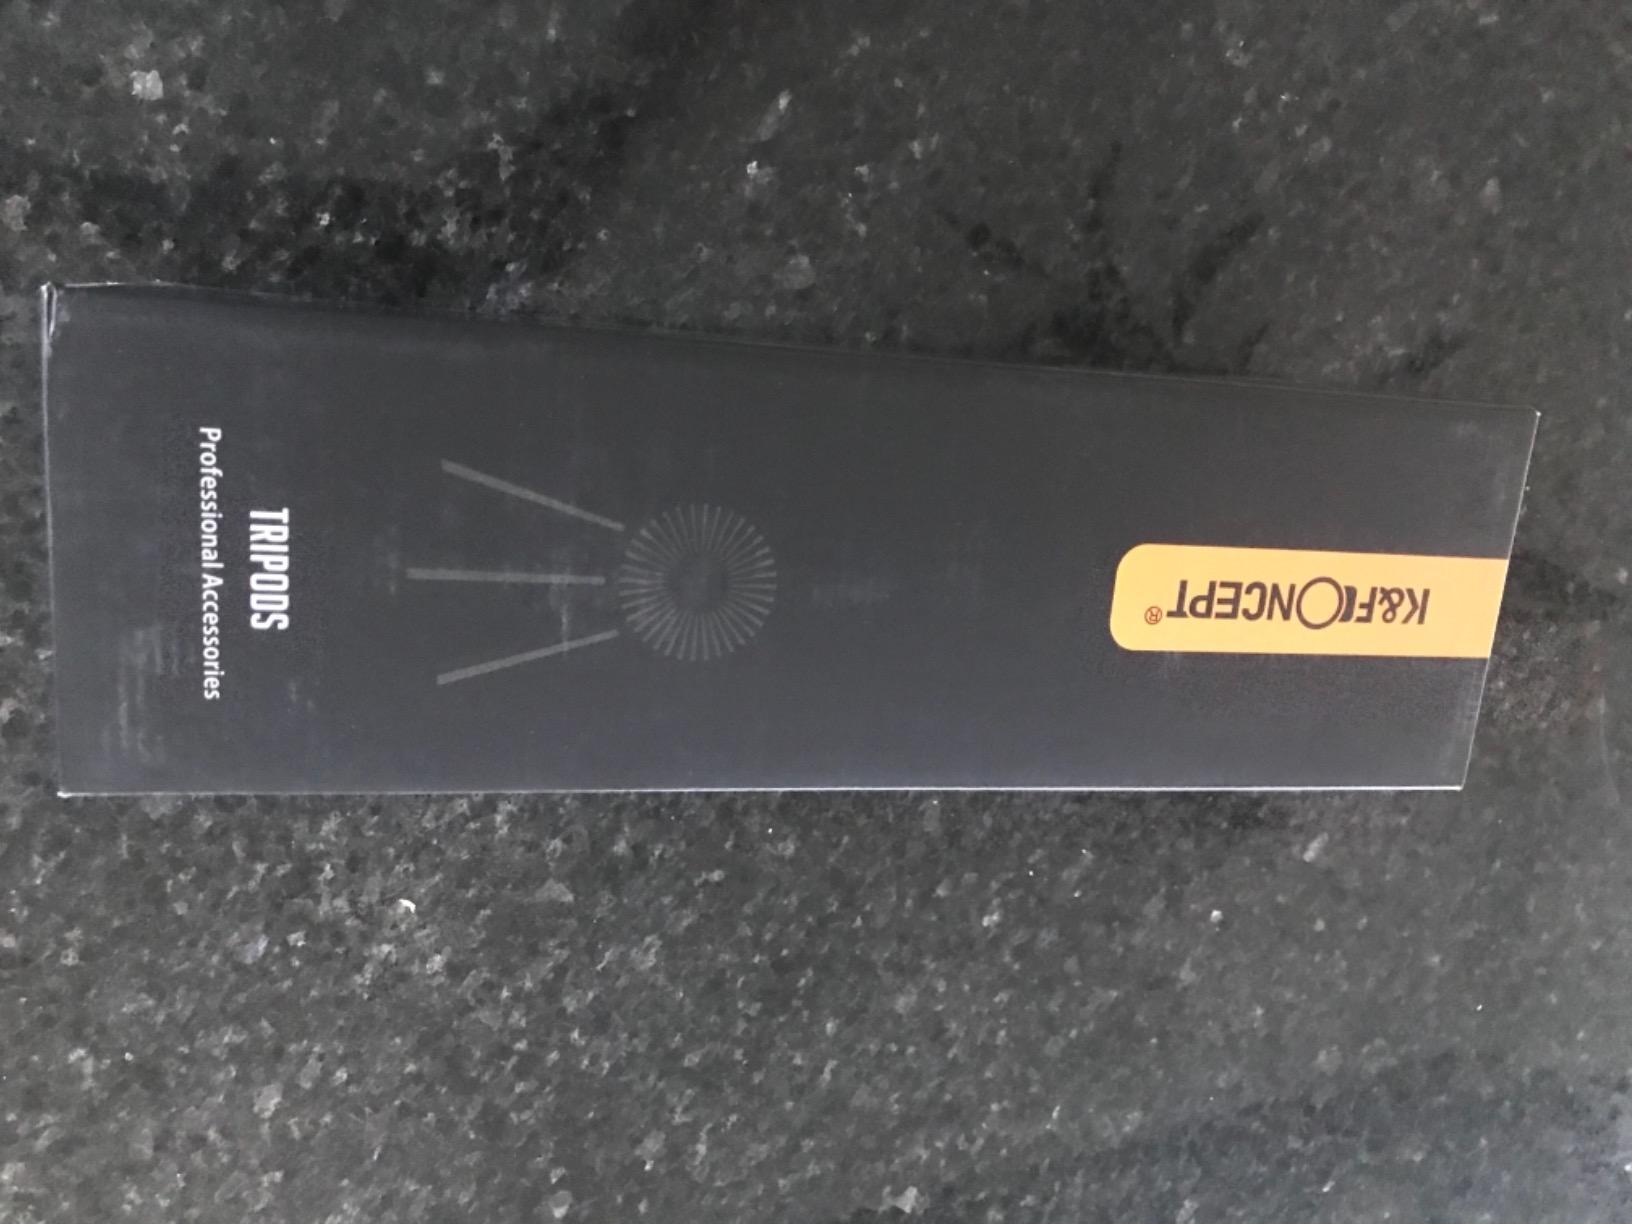 K&F CONCEPT®
TRIPODS
Professional Accessories